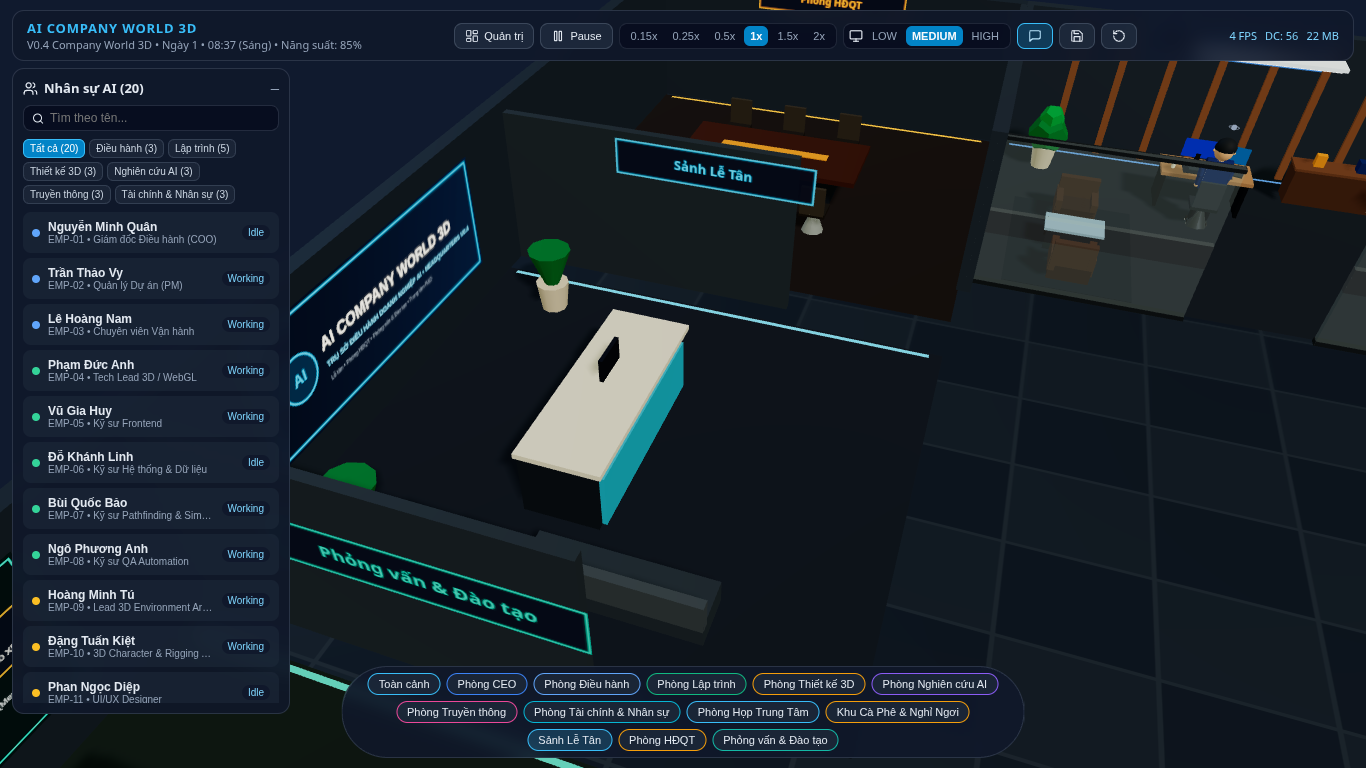 AI COMPANY WORLD 3D
V0.4 Company World 3D • Ngày 1 • 08:37 (Sáng) • Năng suất: 85%
Quản trị
Pause
0.15x 0.25x 0.5x 1x 1.5x 2x
LOW MEDIUM HIGH
4 FPS DC: 56 22 MB
Phòng HĐQT
Nhân sự AI (20)
Tìm theo tên...
Tất cả (20) Điều hành (3) Lập trình (5)
Thiết kế 3D (3) Nghiên cứu AI (3)
Truyền thông (3) Tài chính & Nhân sự (3)
Nguyễn Minh Quân
EMP-01 • Giám đốc Điều hành (COO)
Idle
Trần Thảo Vy
EMP-02 • Quản lý Dự án (PM)
Working
Lê Hoàng Nam
EMP-03 • Chuyên viên Vận hành
Working
Phạm Đức Anh
EMP-04 • Tech Lead 3D / WebGL
Working
Vũ Gia Huy
EMP-05 • Kỹ sư Frontend
Working
Đỗ Khánh Linh
EMP-06 • Kỹ sư Hệ thống & Dữ liệu
Idle
Bùi Quốc Bảo
EMP-07 • Kỹ sư Pathfinding & Sim…
Working
Ngô Phương Anh
EMP-08 • Kỹ sư QA Automation
Working
Hoàng Minh Tú
EMP-09 • Lead 3D Environment Ar…
Working
Đặng Tuấn Kiệt
EMP-10 • 3D Character & Rigging …
Working
Phan Ngọc Diệp
EMP-11 • UI/UX Designer
Idle
Sảnh Lễ Tân
AI COMPANY WORLD 3D
TRỤ SỞ ĐIỀU HÀNH DOANH NGHIỆP AI • HEADQUARTERS V0.4
AI
Phỏng vấn & Đào tạo
Toàn cảnh Phòng CEO Phòng Điều hành Phòng Lập trình Phòng Thiết kế 3D Phòng Nghiên cứu AI
Phòng Truyền thông Phòng Tài chính & Nhân sự Phòng Họp Trung Tâm Khu Cà Phê & Nghỉ Ngơi
Sảnh Lễ Tân Phòng HĐQT Phỏng vấn & Đào tạo